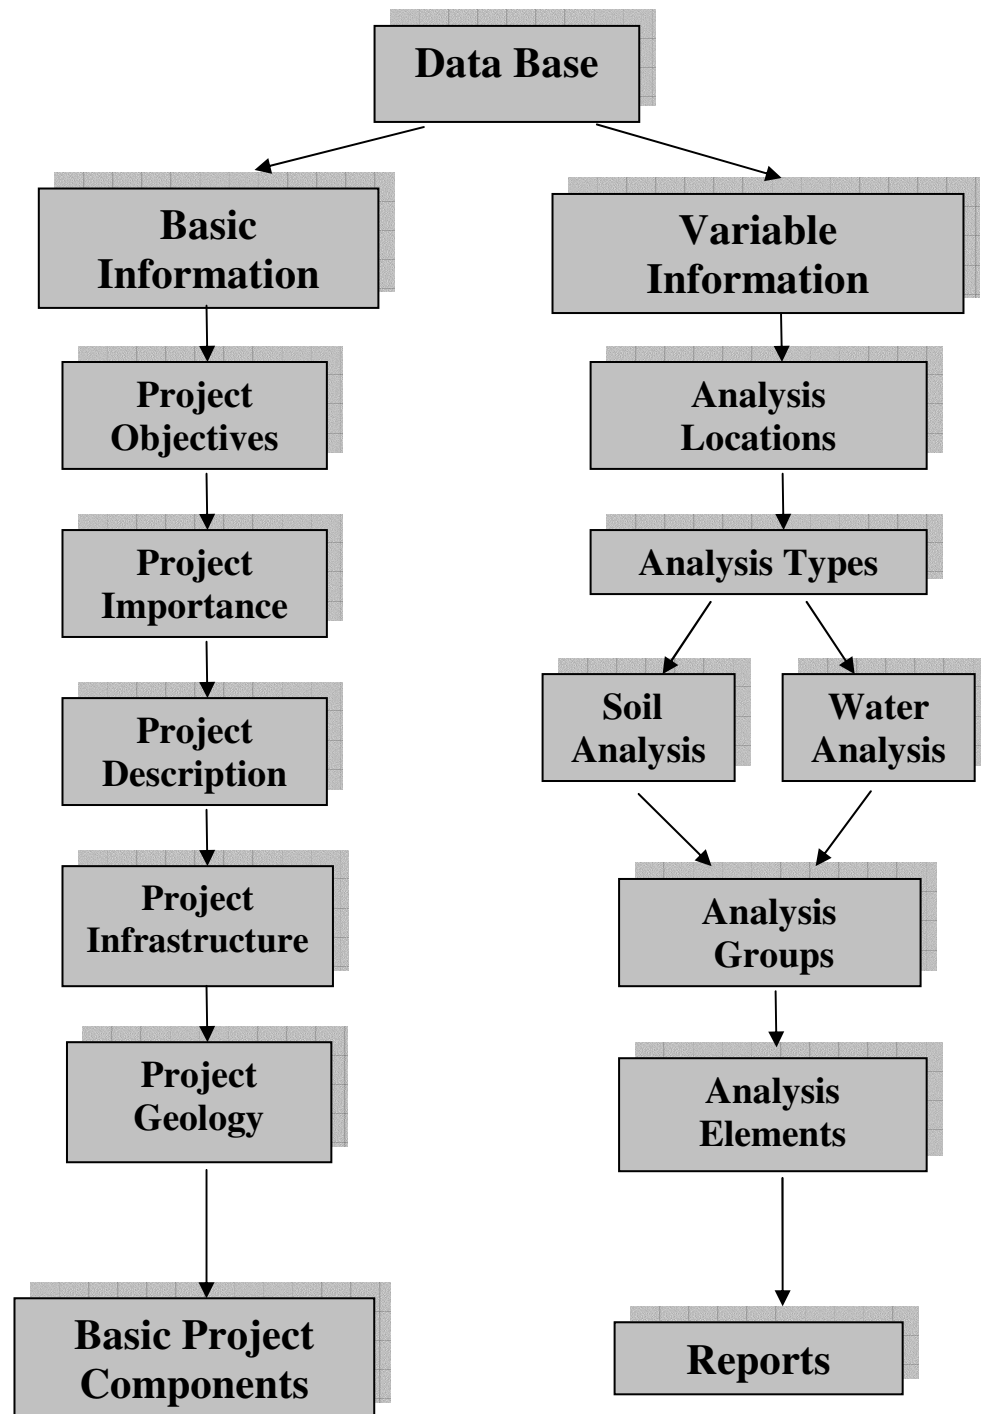 Data Base
Basic
Information
Variable
Information
Project
Objectives
Analysis
Locations
Project
Importance
Analysis Types
Project
Description
Soil
Analysis
Water
Analysis
Project
Infrastructure
Analysis
Groups
Project
Geology
Analysis
Elements
Basic Project
Components
Reports